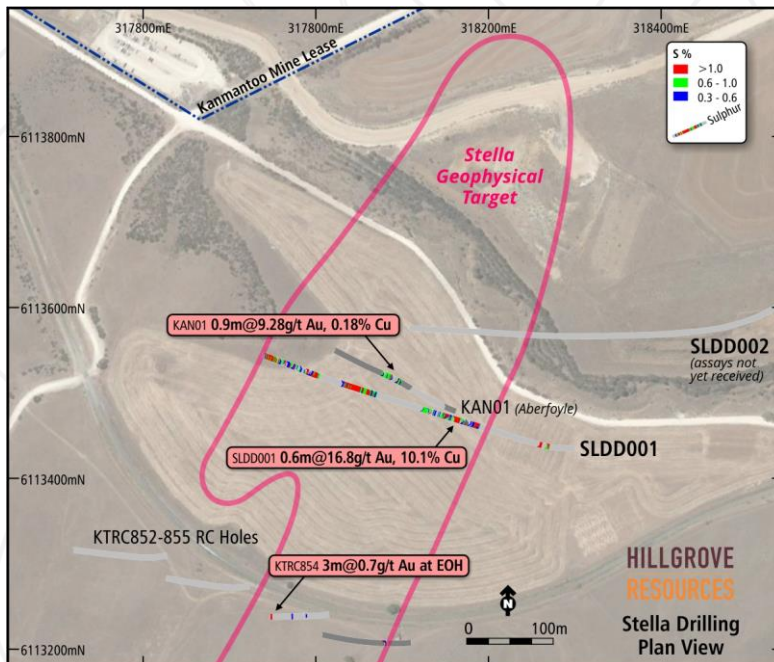 317800mE
317800mE
318200mE
318400mE
Kanmantoo Mine Lease
S %
>1.0
0.6 - 1.0
0.3 - 0.6
Sulphur
6113800mN
Stella
Geophysical
Target
6113600mN
KAN01 0.9m@9.28g/t Au, 0.18% Cu
SLDD002
(assays not
yet received)
KAN01 (Aberfoyle)
SLDD001
SLDD001 0.6m@16.8g/t Au, 10.1% Cu
6113400mN
KTRC852-855 RC Holes
KTRC854 3m@0.7g/t Au at EOH
HILLGROVE
RESOURCES
N
0 100m
Stella Drilling
Plan View
6113200mN